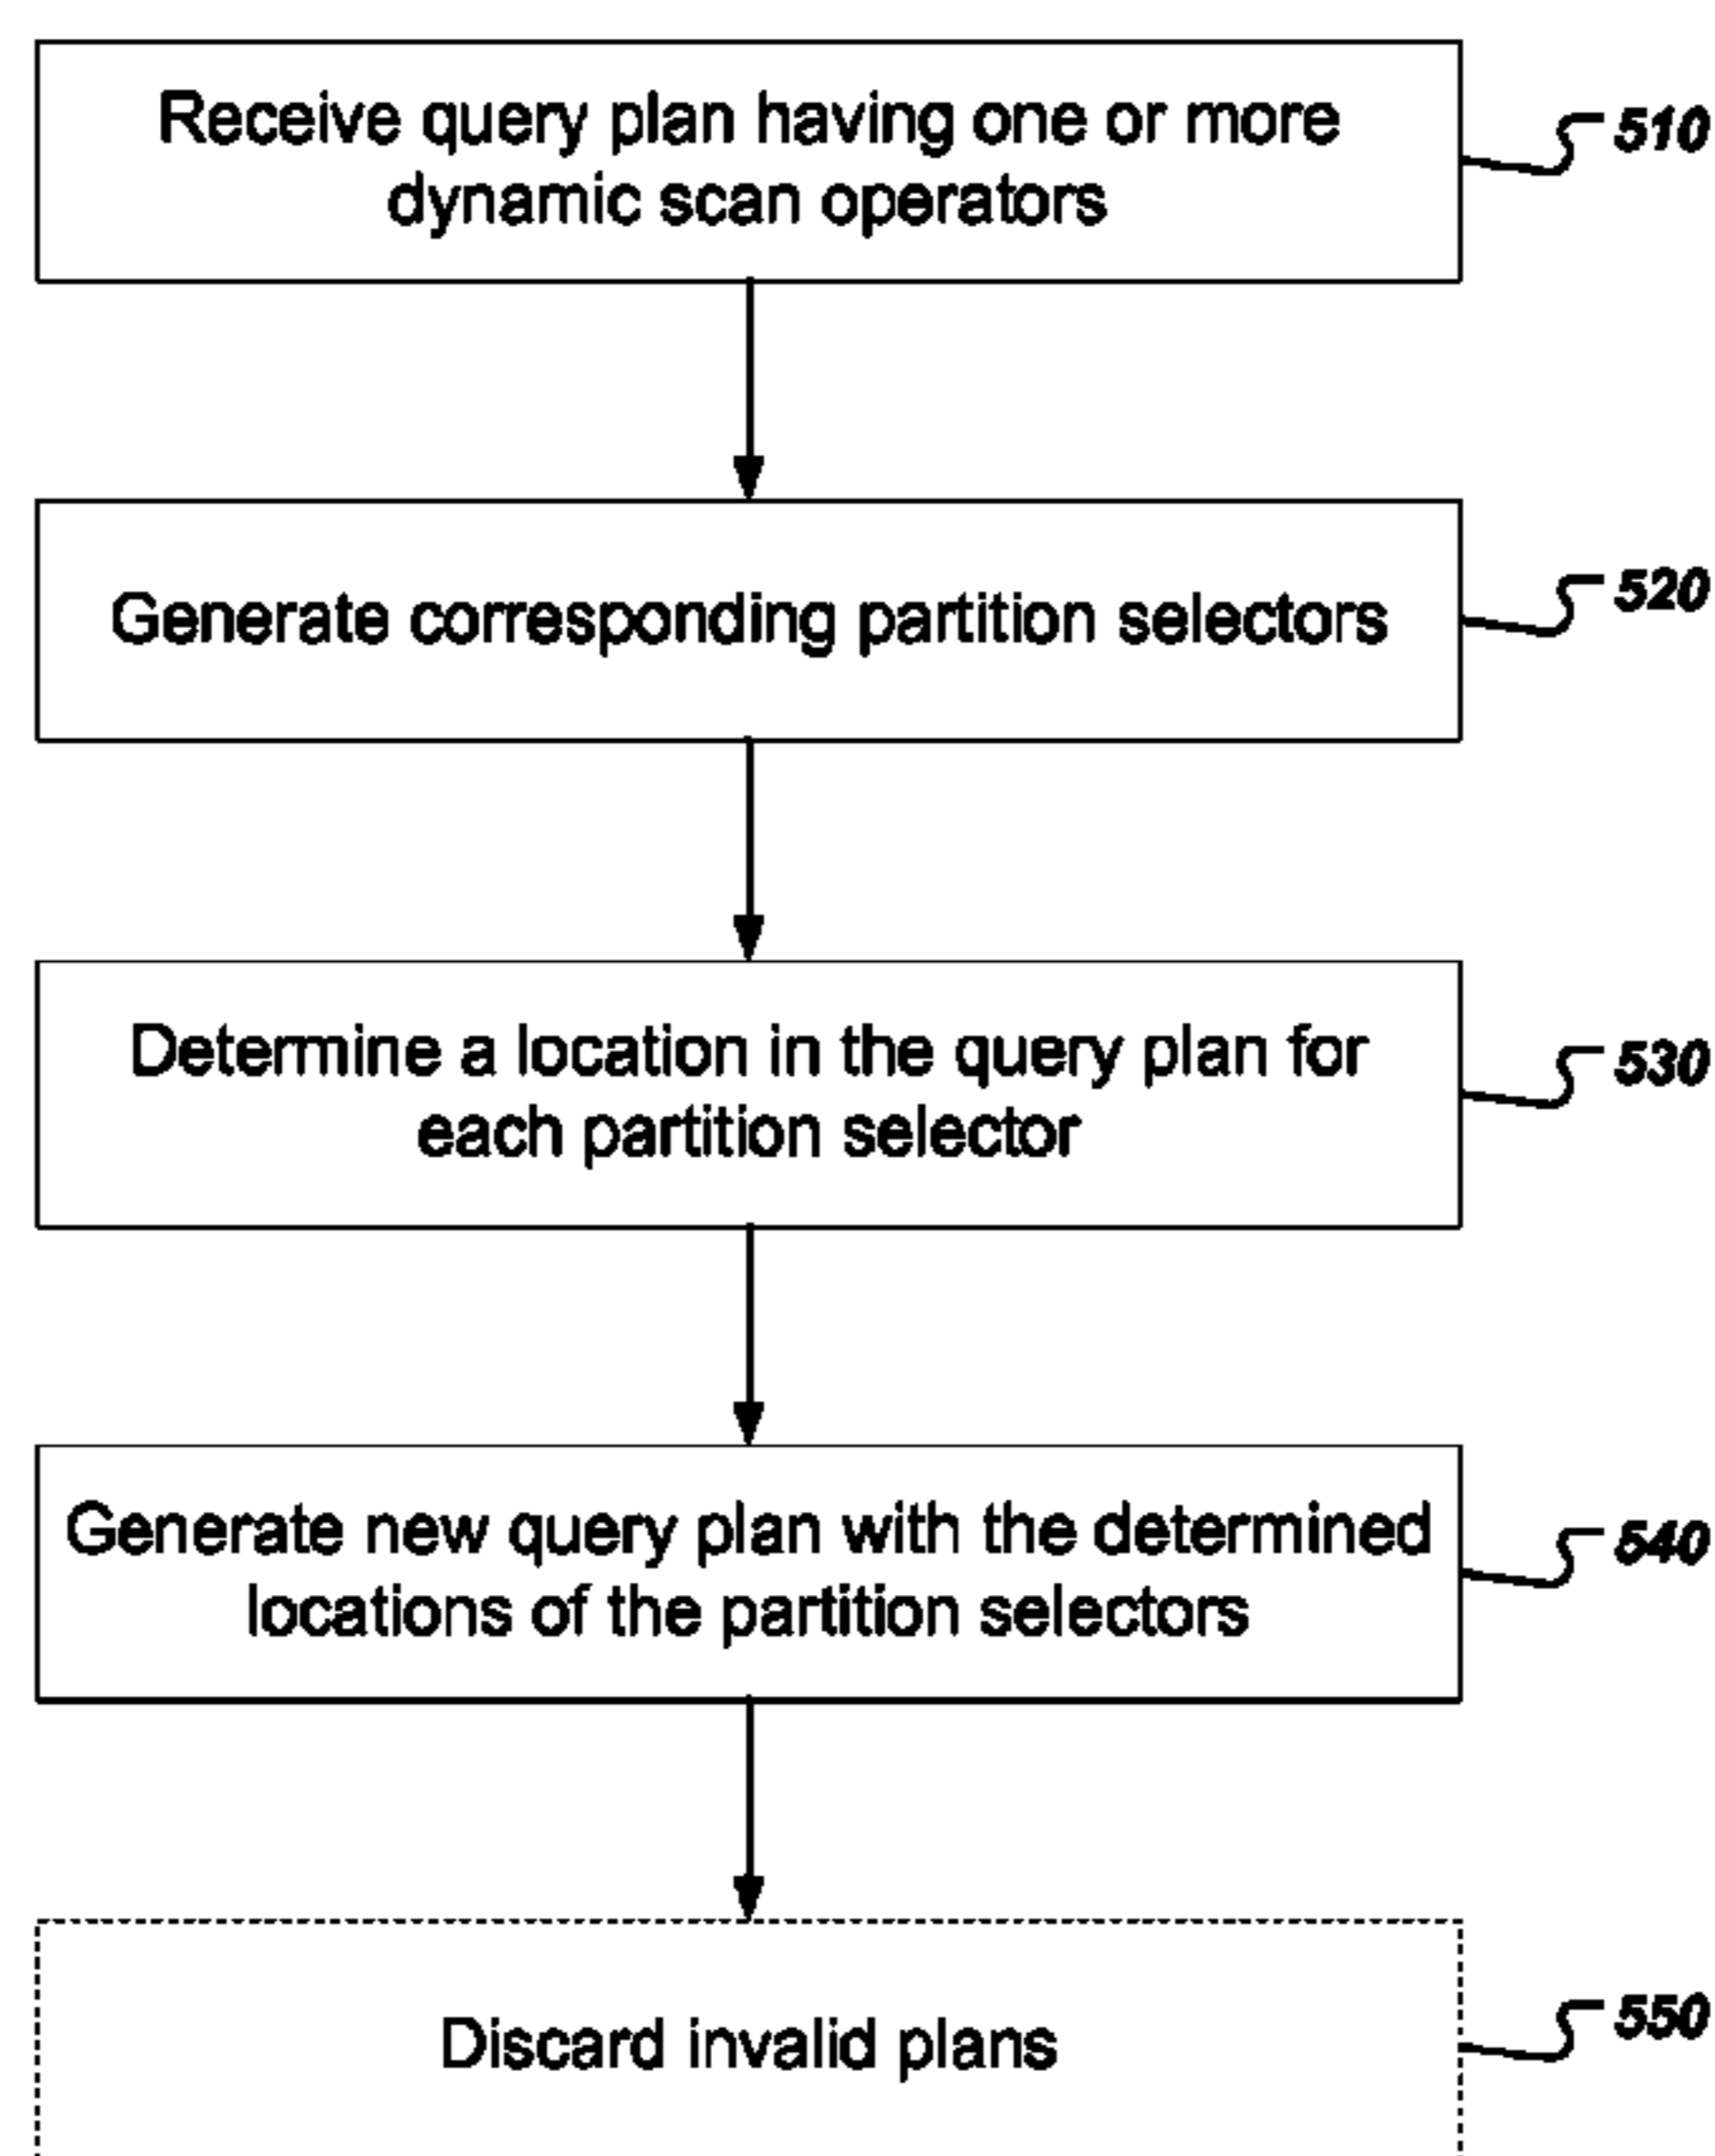 Receive query plan having one or more
dynamic scan operators
510
Generate corresponding partition selectors
520
Determine a location in the query plan for
each partition selector
530
Generate new query plan with the determined
locations of the partition selectors
540
Discard invalid plans
550